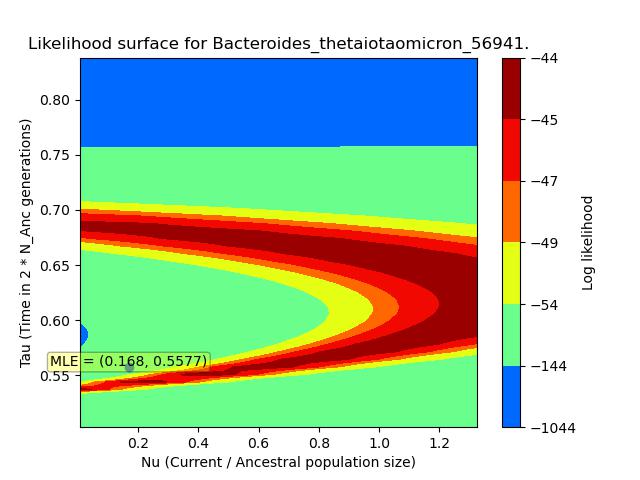 Likelihood surface for Bacteroides_thetaiotaomicron_56941.
0.80
0.75
0.70
0.65
0.60
0.55
Tau (Time in 2 * N_Anc generations)
MLE = (0.168, 0.5577)
0.2 0.4 0.6 0.8 1.0 1.2
Nu (Current / Ancestral population size)
−44
−45
−47
−49
−54
−144
−1044
Log likelihood